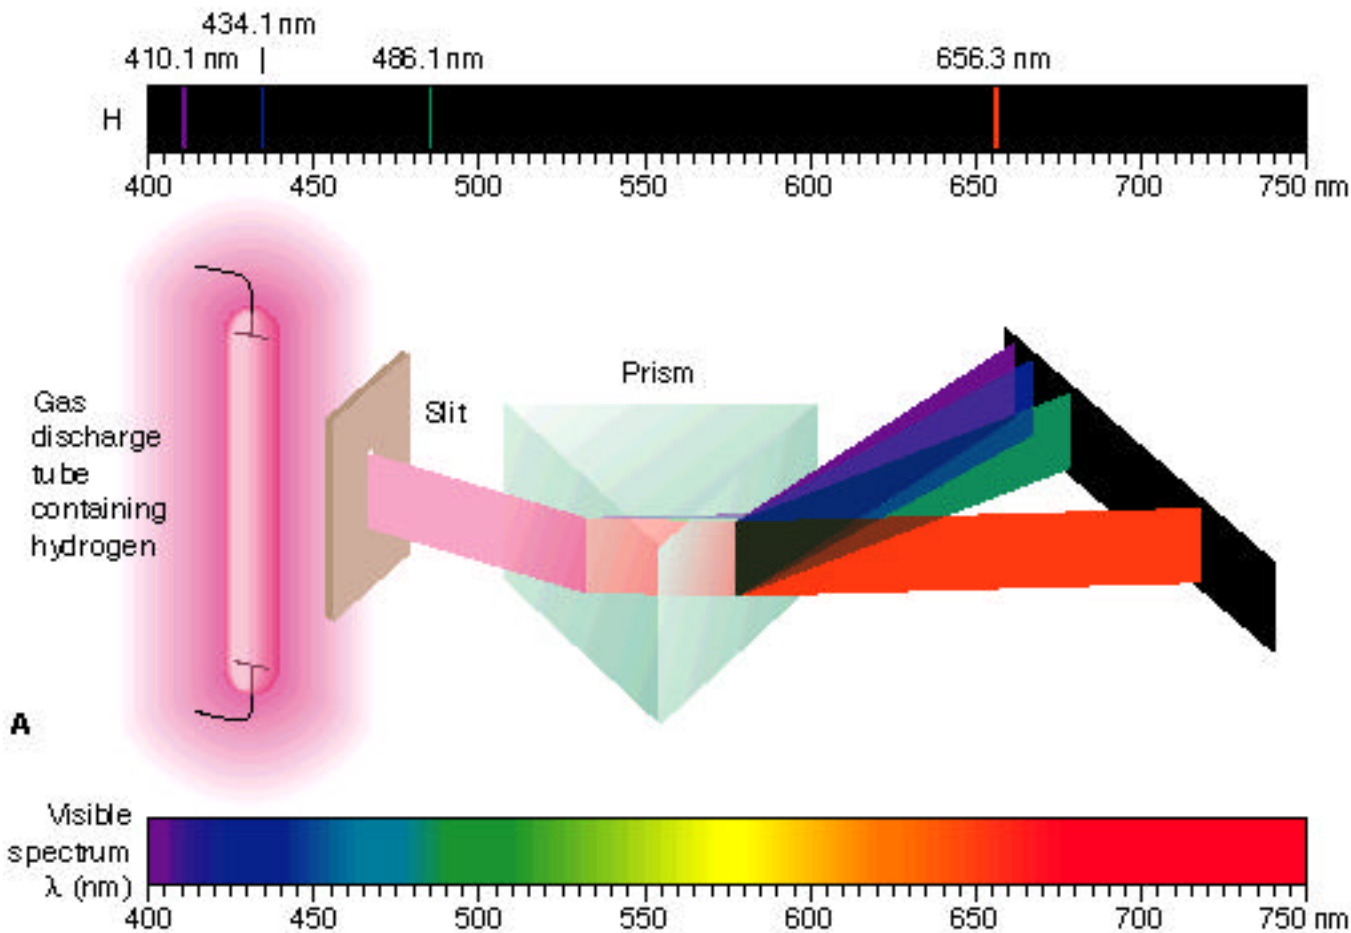 434.1 nm
410.1 nm | 486.1 nm 656.3 nm
H
400 450 500 550 600 650 700 750 nm
Prism
Slit
Gas
discharge
tube
containing
hydrogen
A
Visible
spectrum
λ (nm)
400 450 500 550 600 650 700 750 nm